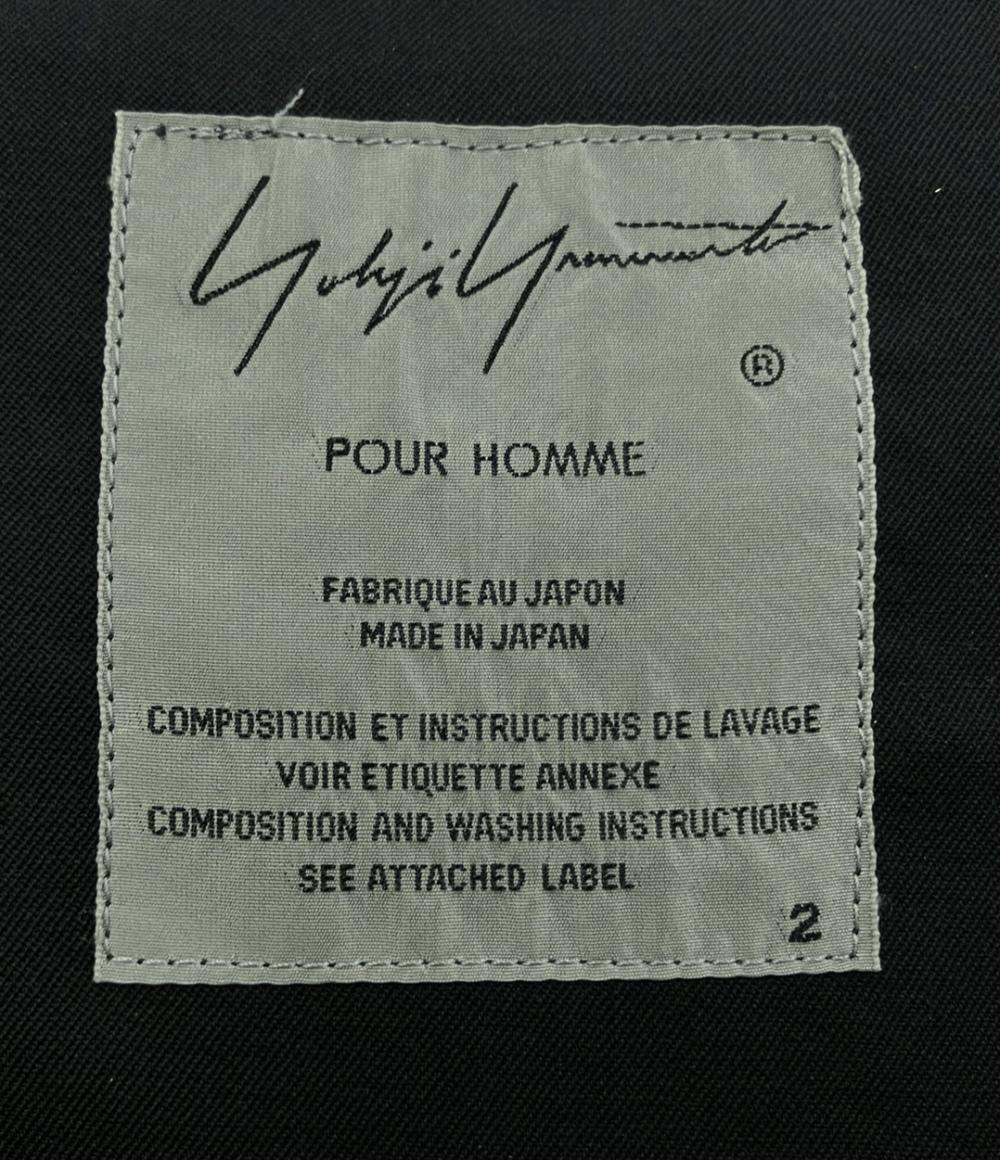 Yohji Yamamoto
®
POUR HOMME
FABRIQUE AU JAPON
MADE IN JAPAN
COMPOSITION ET INSTRUCTIONS DE LAVAGE
VOIR ETIQUETTE ANNEXE
COMPOSITION AND WASHING INSTRUCTIONS
SEE ATTACHED LABEL
2